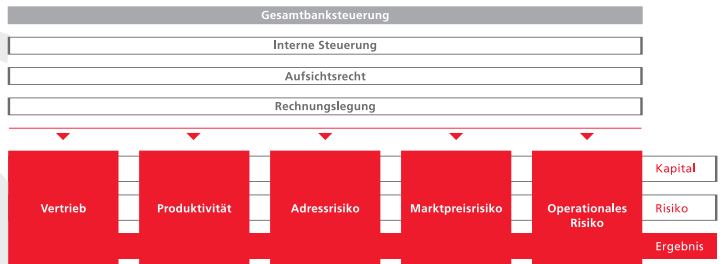 Gesamtbanksteuerung
Interne Steuerung
Aufsichtsrecht
Rechnungslegung
Kapital
Vertrieb
Produktivität
Adressrisiko
Marktpreisrisiko
Operationales
Risiko
Risiko
Ergebnis